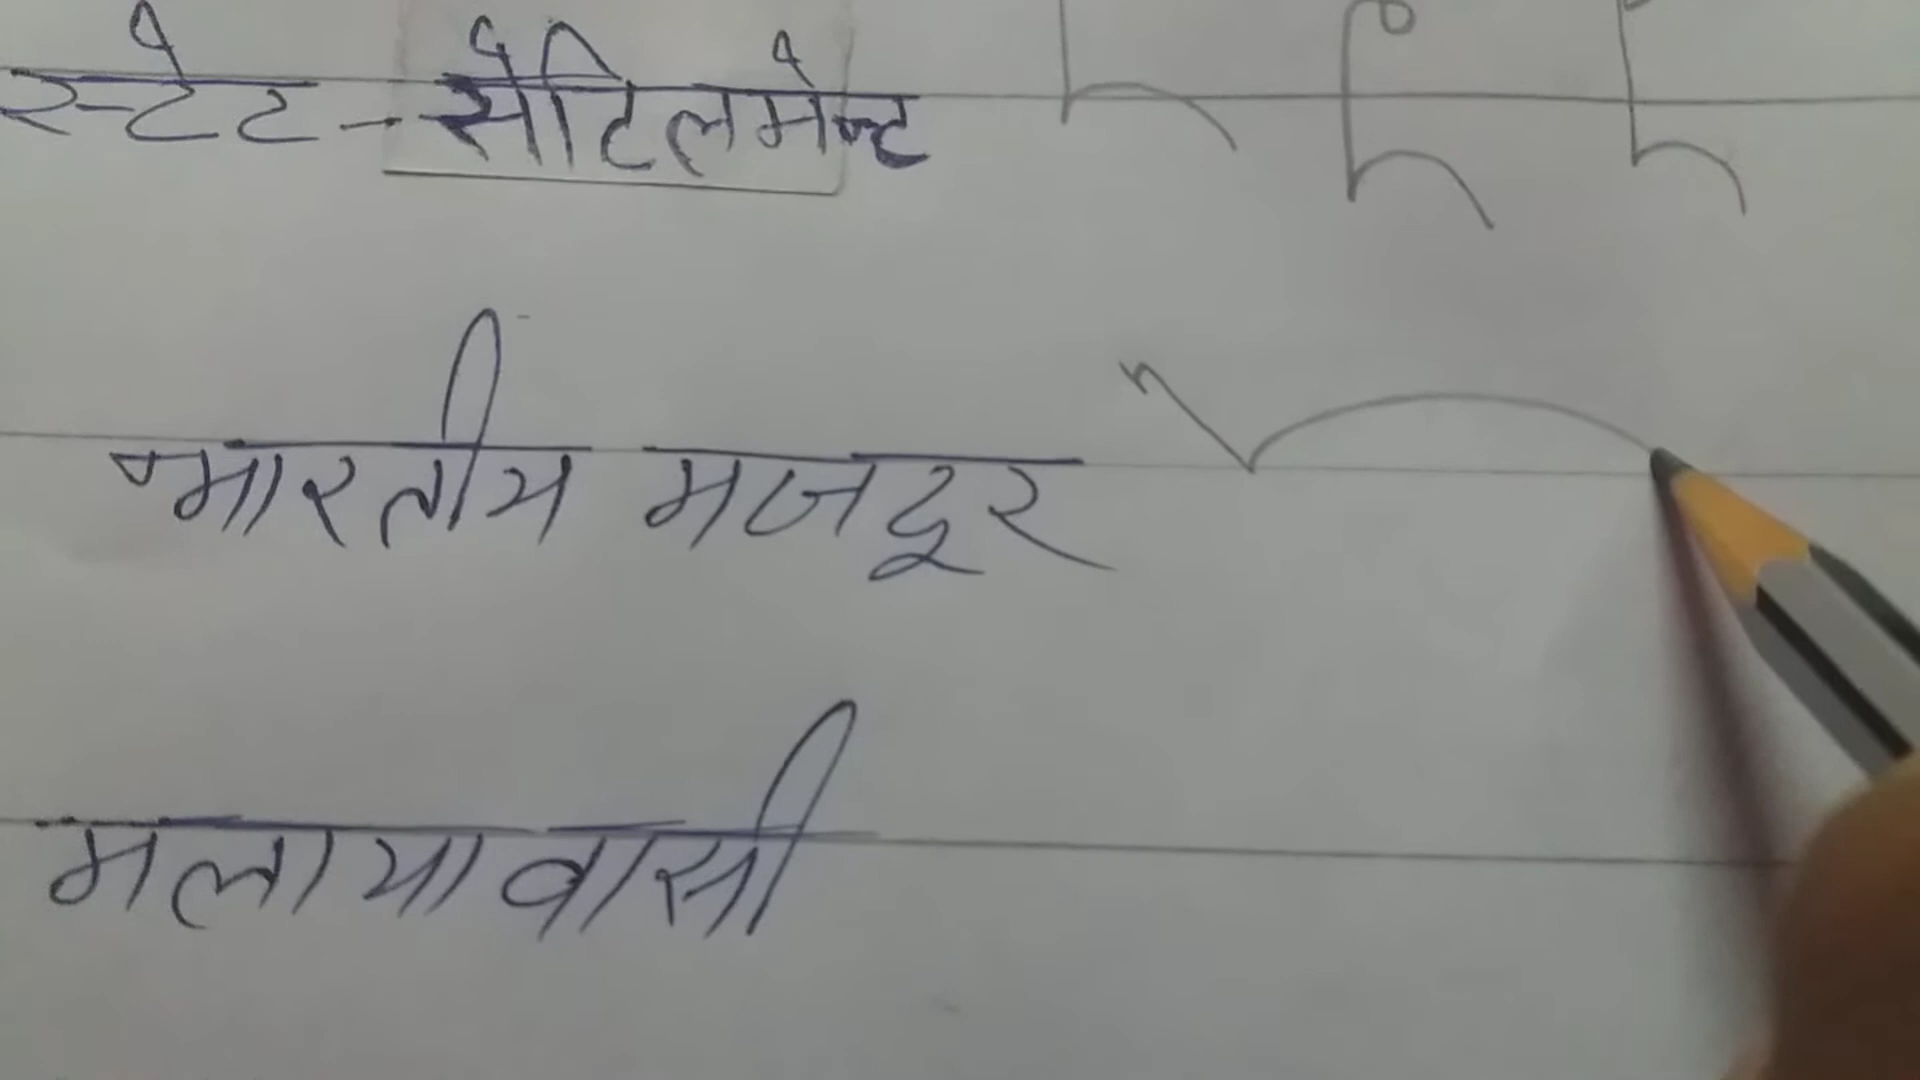 स्टेट - सेटिलमेन्ट
भारतीय मजदूर
मलायावासी